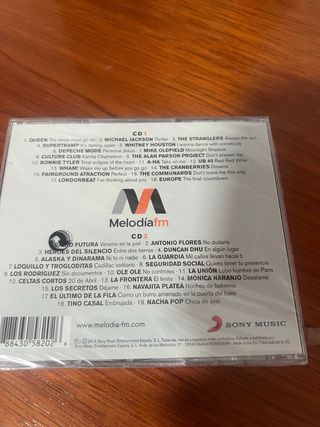 CD 1
1. QUEEN The show must go on · 2. MICHAEL JACKSON Thriller · 3. THE STRANGLERS Always the sun
4. SUPERTRAMP It's raining again · 5. WHITNEY HOUSTON I wanna dance with somebody
6. DEPECHE MODE Personal Jesus · 7. MIKE OLDFIELD Moonlight Shadow
8. CULTURE CLUB Karma Chameleon · 9. THE ALAN PARSON PROJECT Don't answer me
10. BONNIE TYLER Total eclipse of the heart · 11. A-HA Take on me · 12. UB 40 Red Red Wine
13. WHAM! Wake me up before you go go · 14. THE CRANBERRIES Dreams
15. FAIRGROUND ATRACTION Perfect · 16. THE COMMUNARDS Don't leave me this way
17. LONDONBEAT I've thinking about you · 18. EUROPE The final countdown
Melodíafm
CD 2
FUTURA Veneno en la piel · 2. ANTONIO FLORES No dudaría
3. HÉROES DEL SILENCIO Entre dos tierras · 4. DUNCAN DHU En algún lugar
5. ALASKA Y DINARAMA Ni tú ni nadie · 6. LA GUARDIA Mil calles llevan hacia ti
7. LOQUILLO Y TROGLODITAS Cadillac solitario · 8. SEGURIDAD SOCIAL Quiero tener tu presencia
9. LOS RODRÍGUEZ Sin documentos · 10. OLE OLE No controles · 11. LA UNIÓN Lobo hombre en París
12. CELTAS CORTOS 20 de Abril · 13. LA FRONTERA El límite · 14. MÓNICA NARANJO Desátame
15. LOS SECRETOS Déjame · 16. NAVAJITA PLATEA Noches de bohemia
17. EL ÚLTIMO DE LA FILA Como un burro amarrado en la puerta del baile
18. TINO CASAL Embrujada · 19. NACHA POP Chica de ayer
www.melodia-fm.com
SONY MUSIC
88430 58202 6